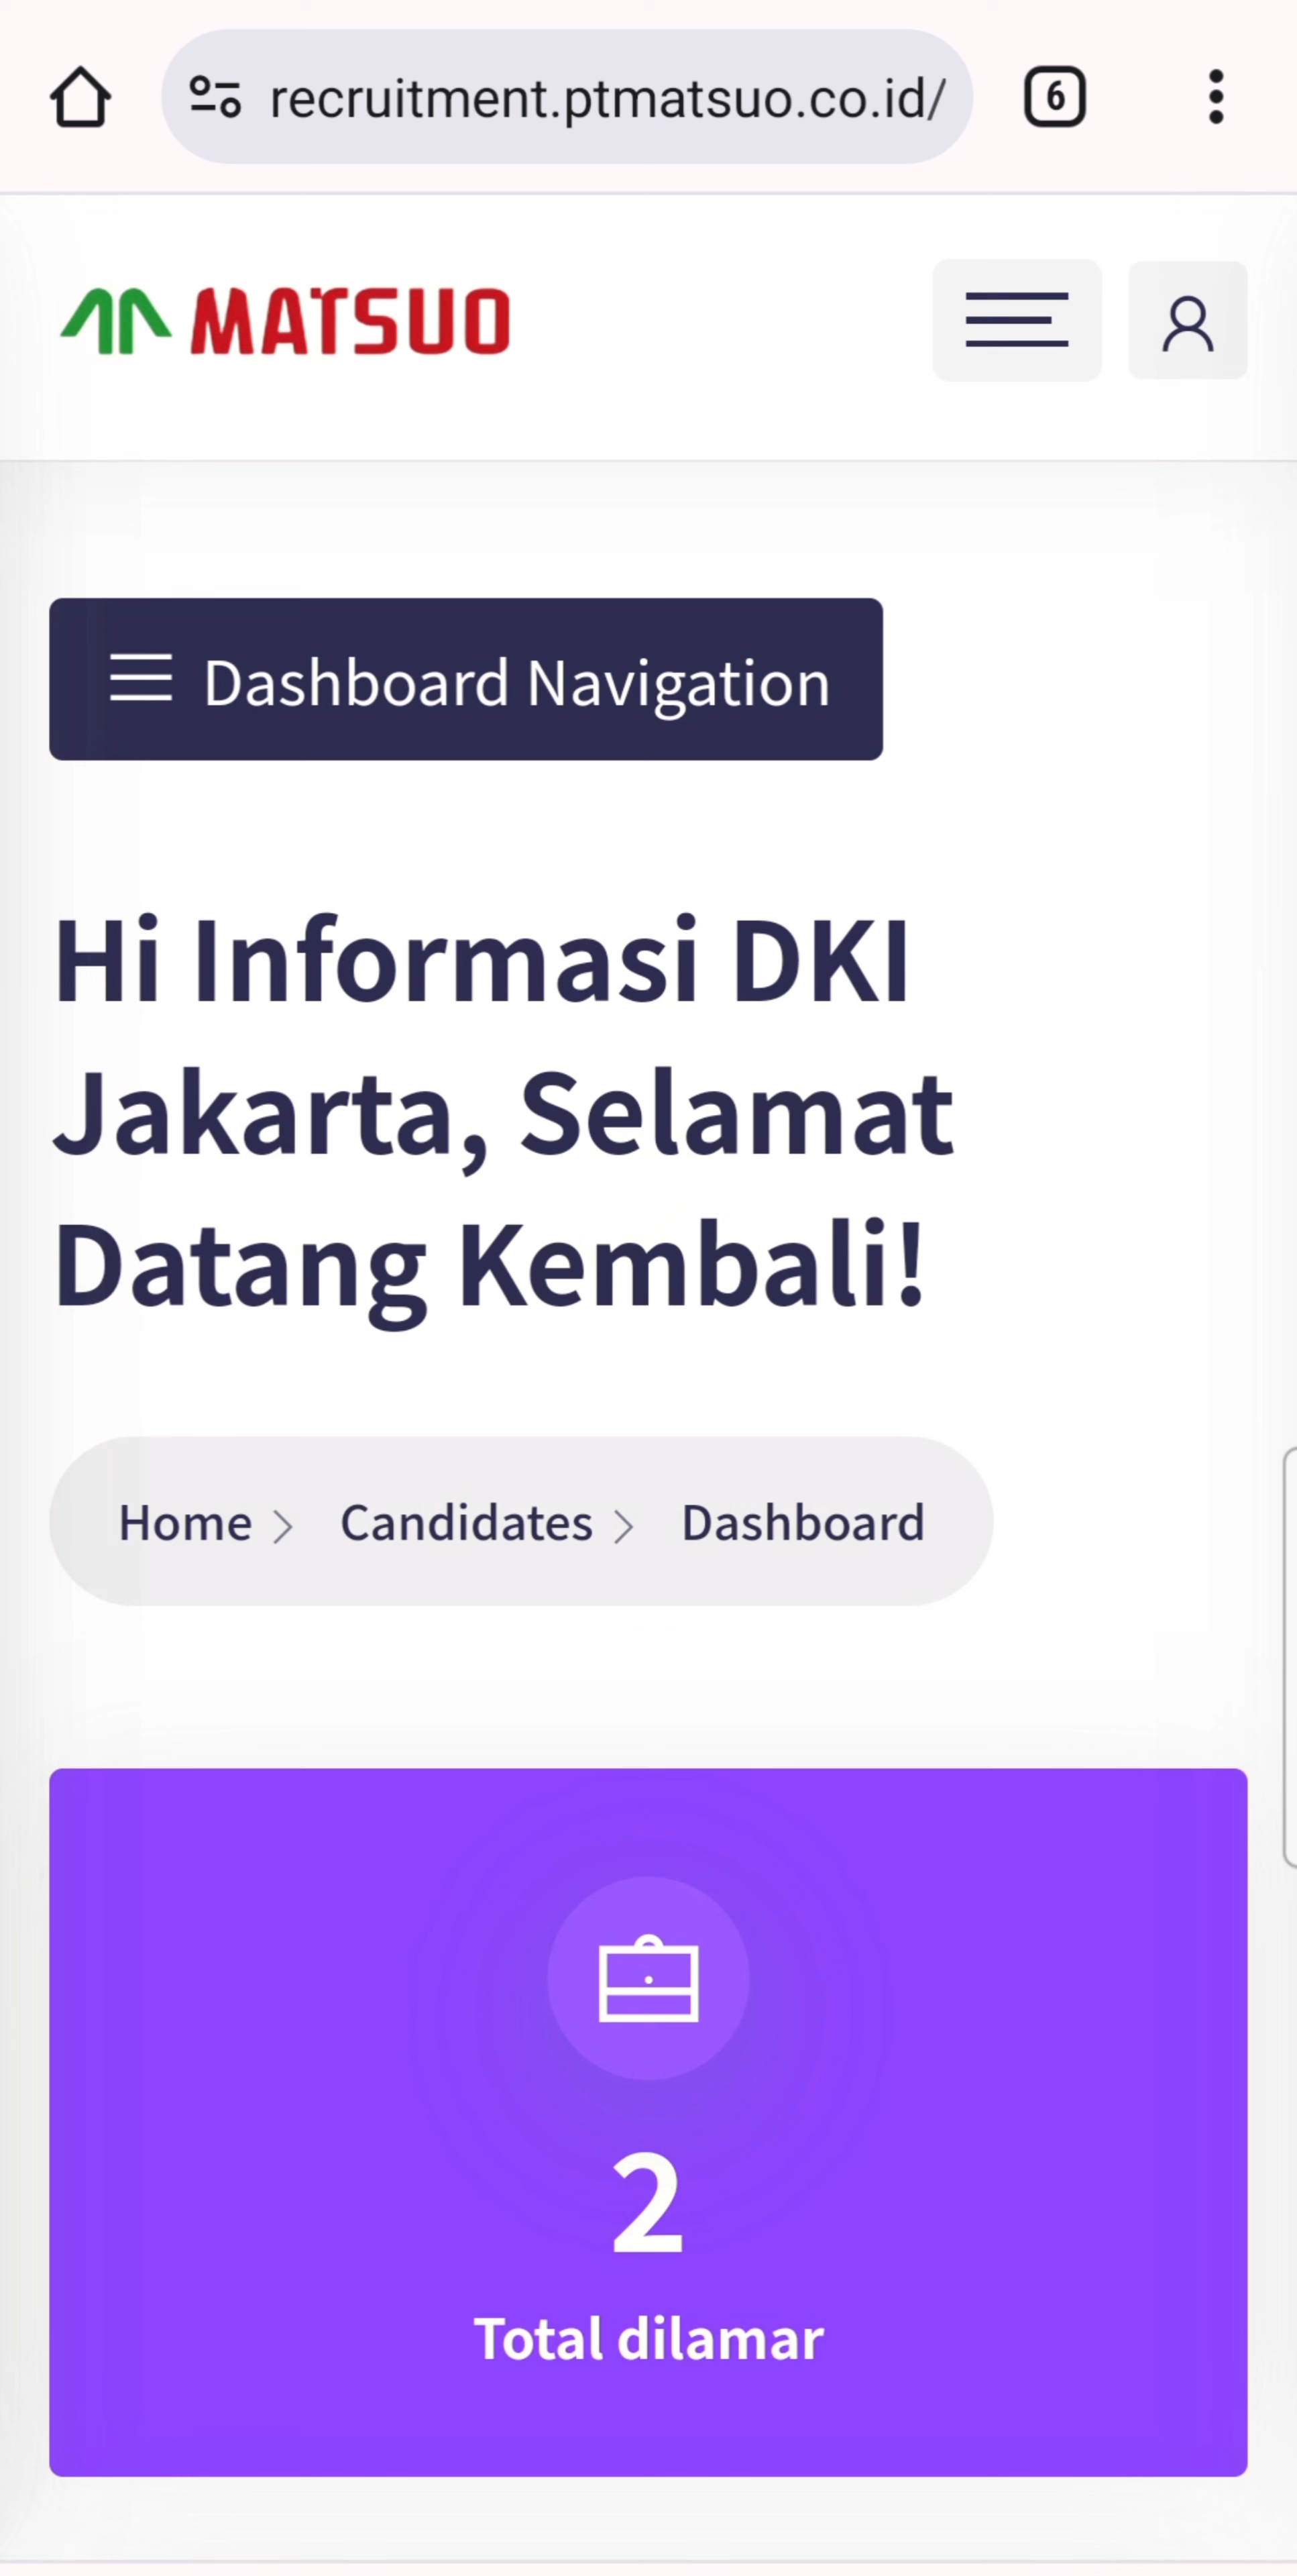 recruitment.ptmatsuo.co.id/
6
MATSUO
Dashboard Navigation
Hi Informasi DKI
Jakarta, Selamat
Datang Kembali!
Home > Candidates > Dashboard
2
Total dilamar